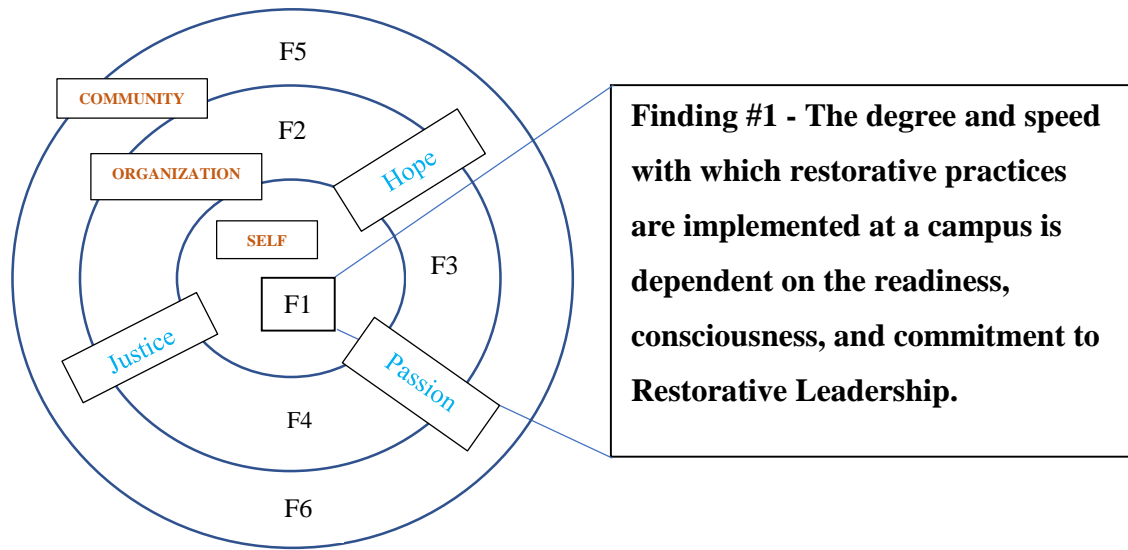 F5
COMMUNITY
F2
ORGANIZATION
Hope
SELF
F3
F1
Justice
Passion
F4
F6
Finding #1 - The degree and speed
with which restorative practices
are implemented at a campus is
dependent on the readiness,
consciousness, and commitment to
Restorative Leadership.